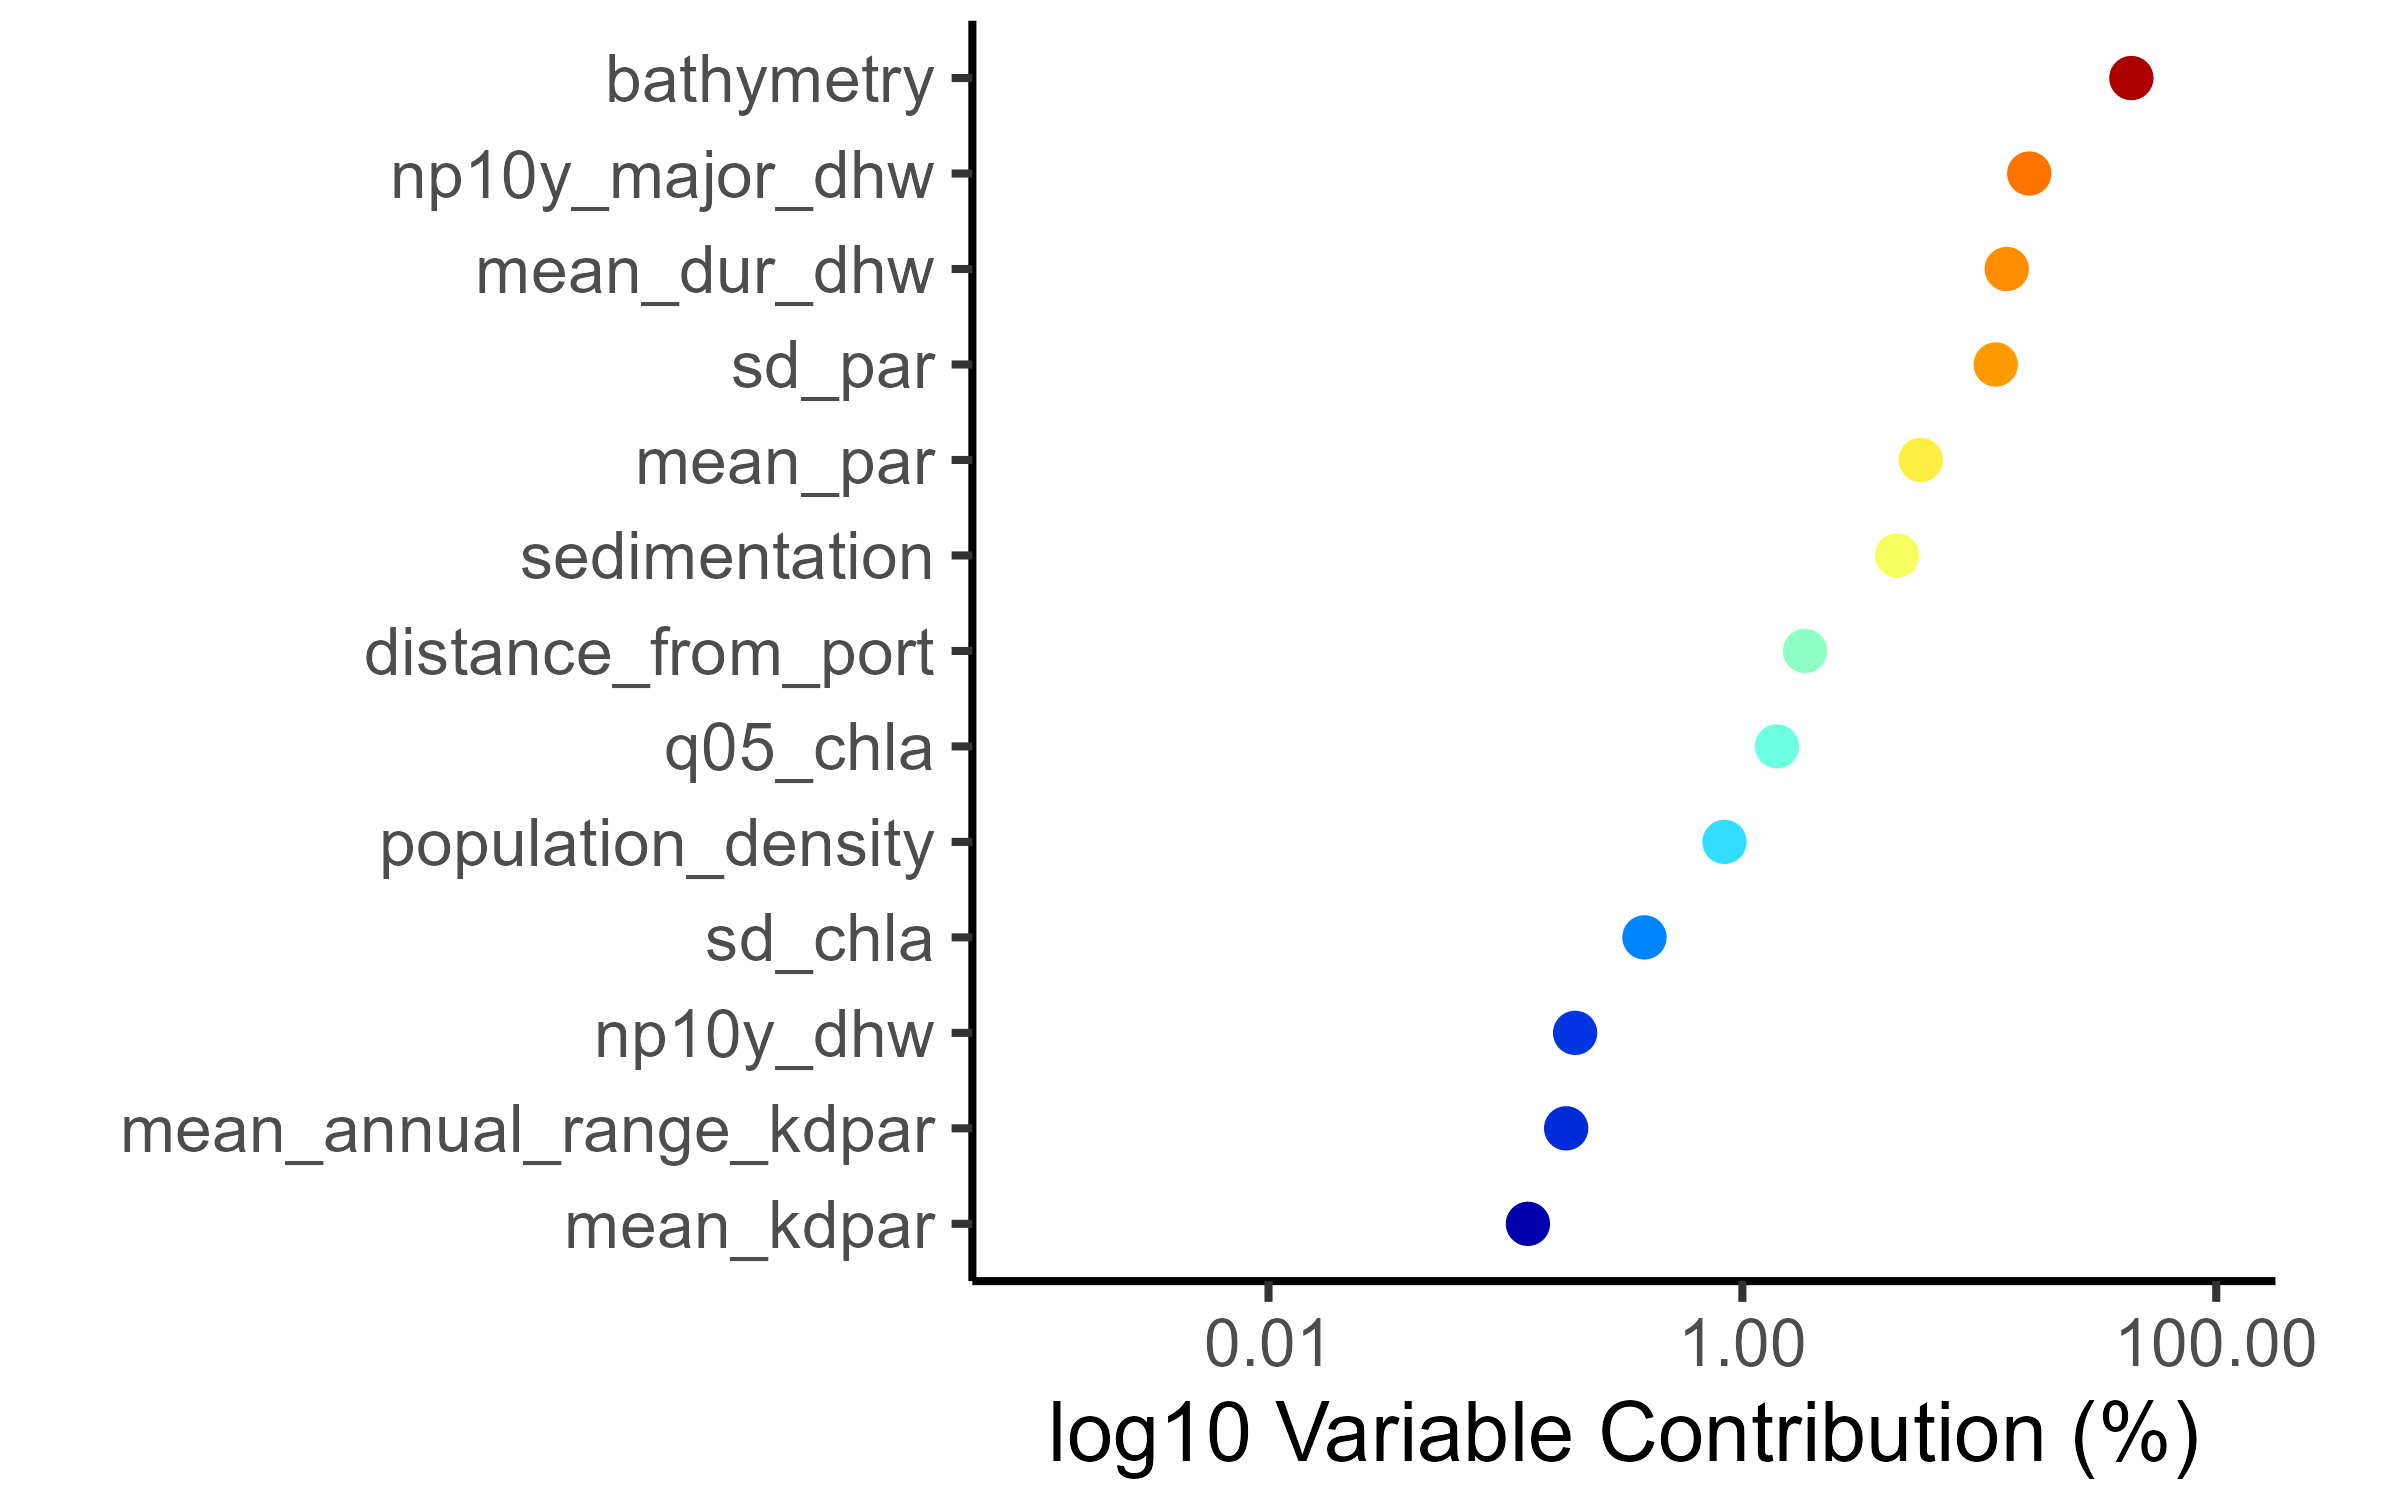 bathymetry
np10y_major_dhw
mean_dur_dhw
sd_par
mean_par
sedimentation
distance_from_port
q05_chla
population_density
sd_chla
np10y_dhw
mean_annual_range_kdpar
mean_kdpar
0.01 1.00 100.00
log10 Variable Contribution (%)